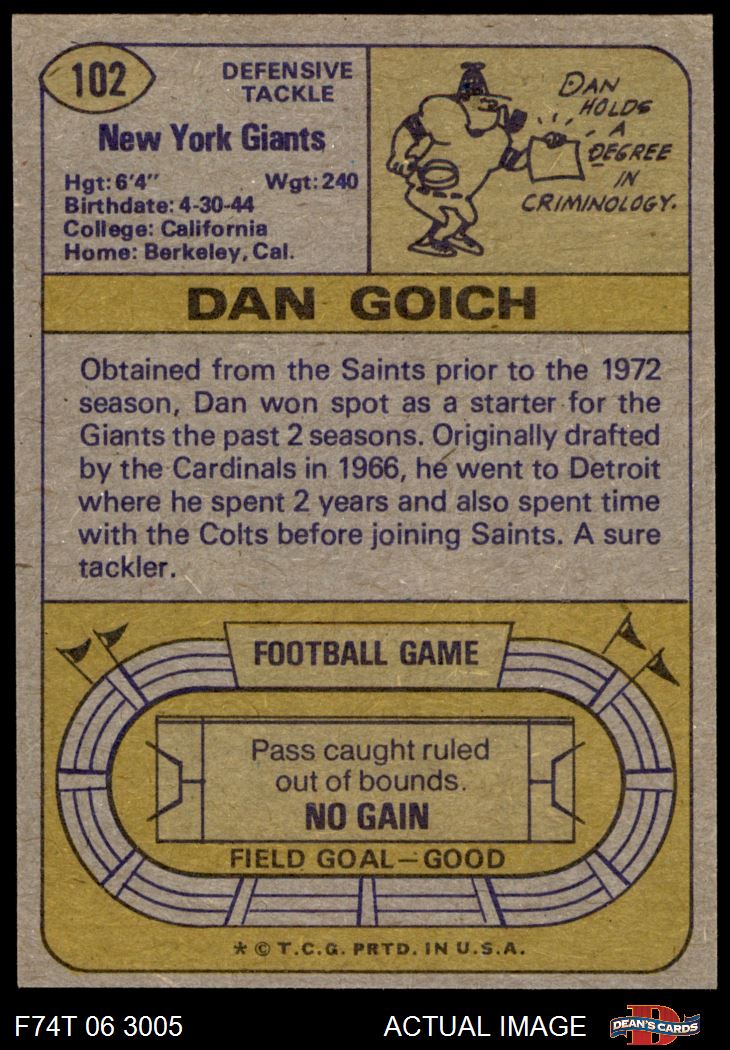 102
DEFENSIVE
TACKLE
New York Giants
Hgt: 6'4" Wgt: 240
Birthdate: 4-30-44
College: California
Home: Berkeley, Cal.
DAN
HOLDS
A
DEGREE
IN
CRIMINOLOGY.
DAN GOICH
Obtained from the Saints prior to the 1972
season, Dan won spot as a starter for the
Giants the past 2 seasons. Originally drafted
by the Cardinals in 1966, he went to Detroit
where he spent 2 years and also spent time
with the Colts before joining Saints. A sure
tackler.
FOOTBALL GAME
Pass caught ruled
out of bounds.
NO GAIN
FIELD GOAL—GOOD
* © T.C.G. PRTD. IN U.S.A.
F74T 06 3005 ACTUAL IMAGE
D
DEAN'S CARDS